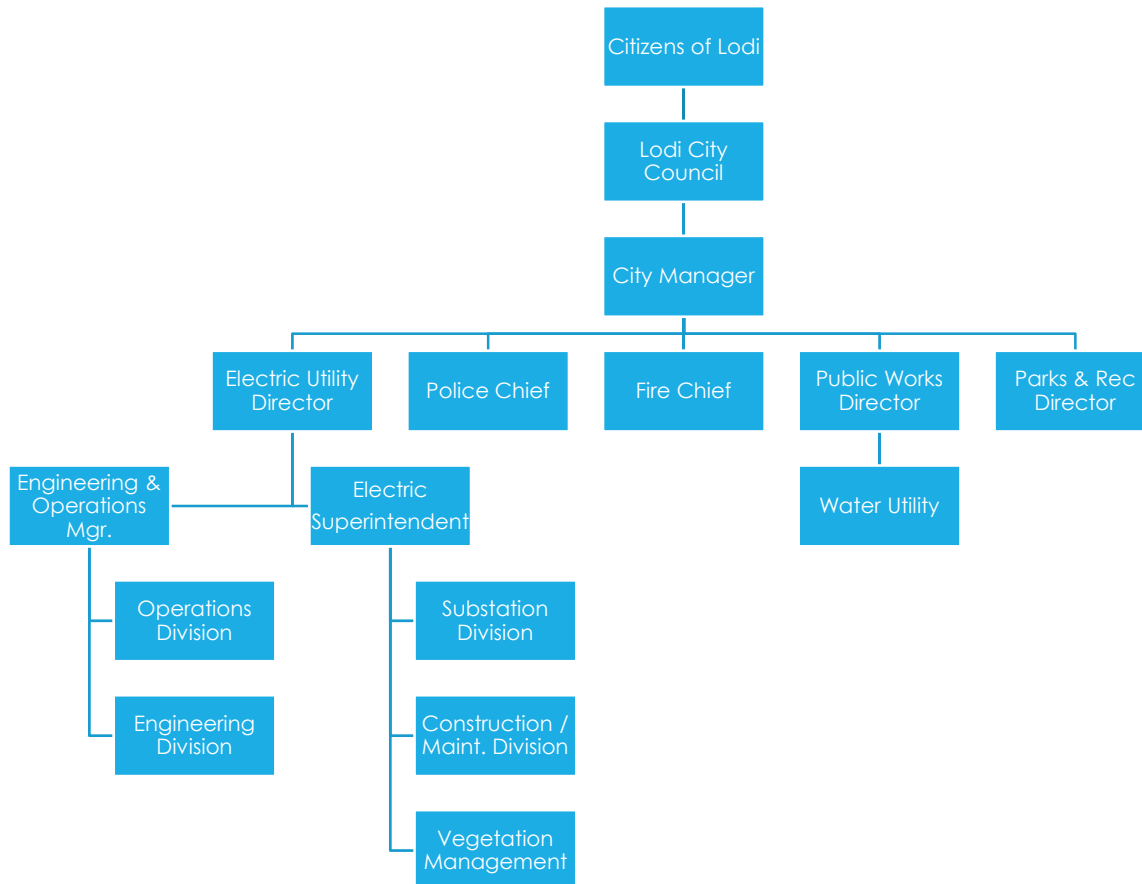 Citizens of Lodi
Lodi City
Council
City Manager
Electric Utility
Director
Police Chief
Fire Chief
Public Works
Director
Parks & Rec
Director
Engineering &
Operations
Mgr.
Electric
Superintendent
Water Utility
Operations
Division
Substation
Division
Engineering
Division
Construction /
Maint. Division
Vegetation
Management